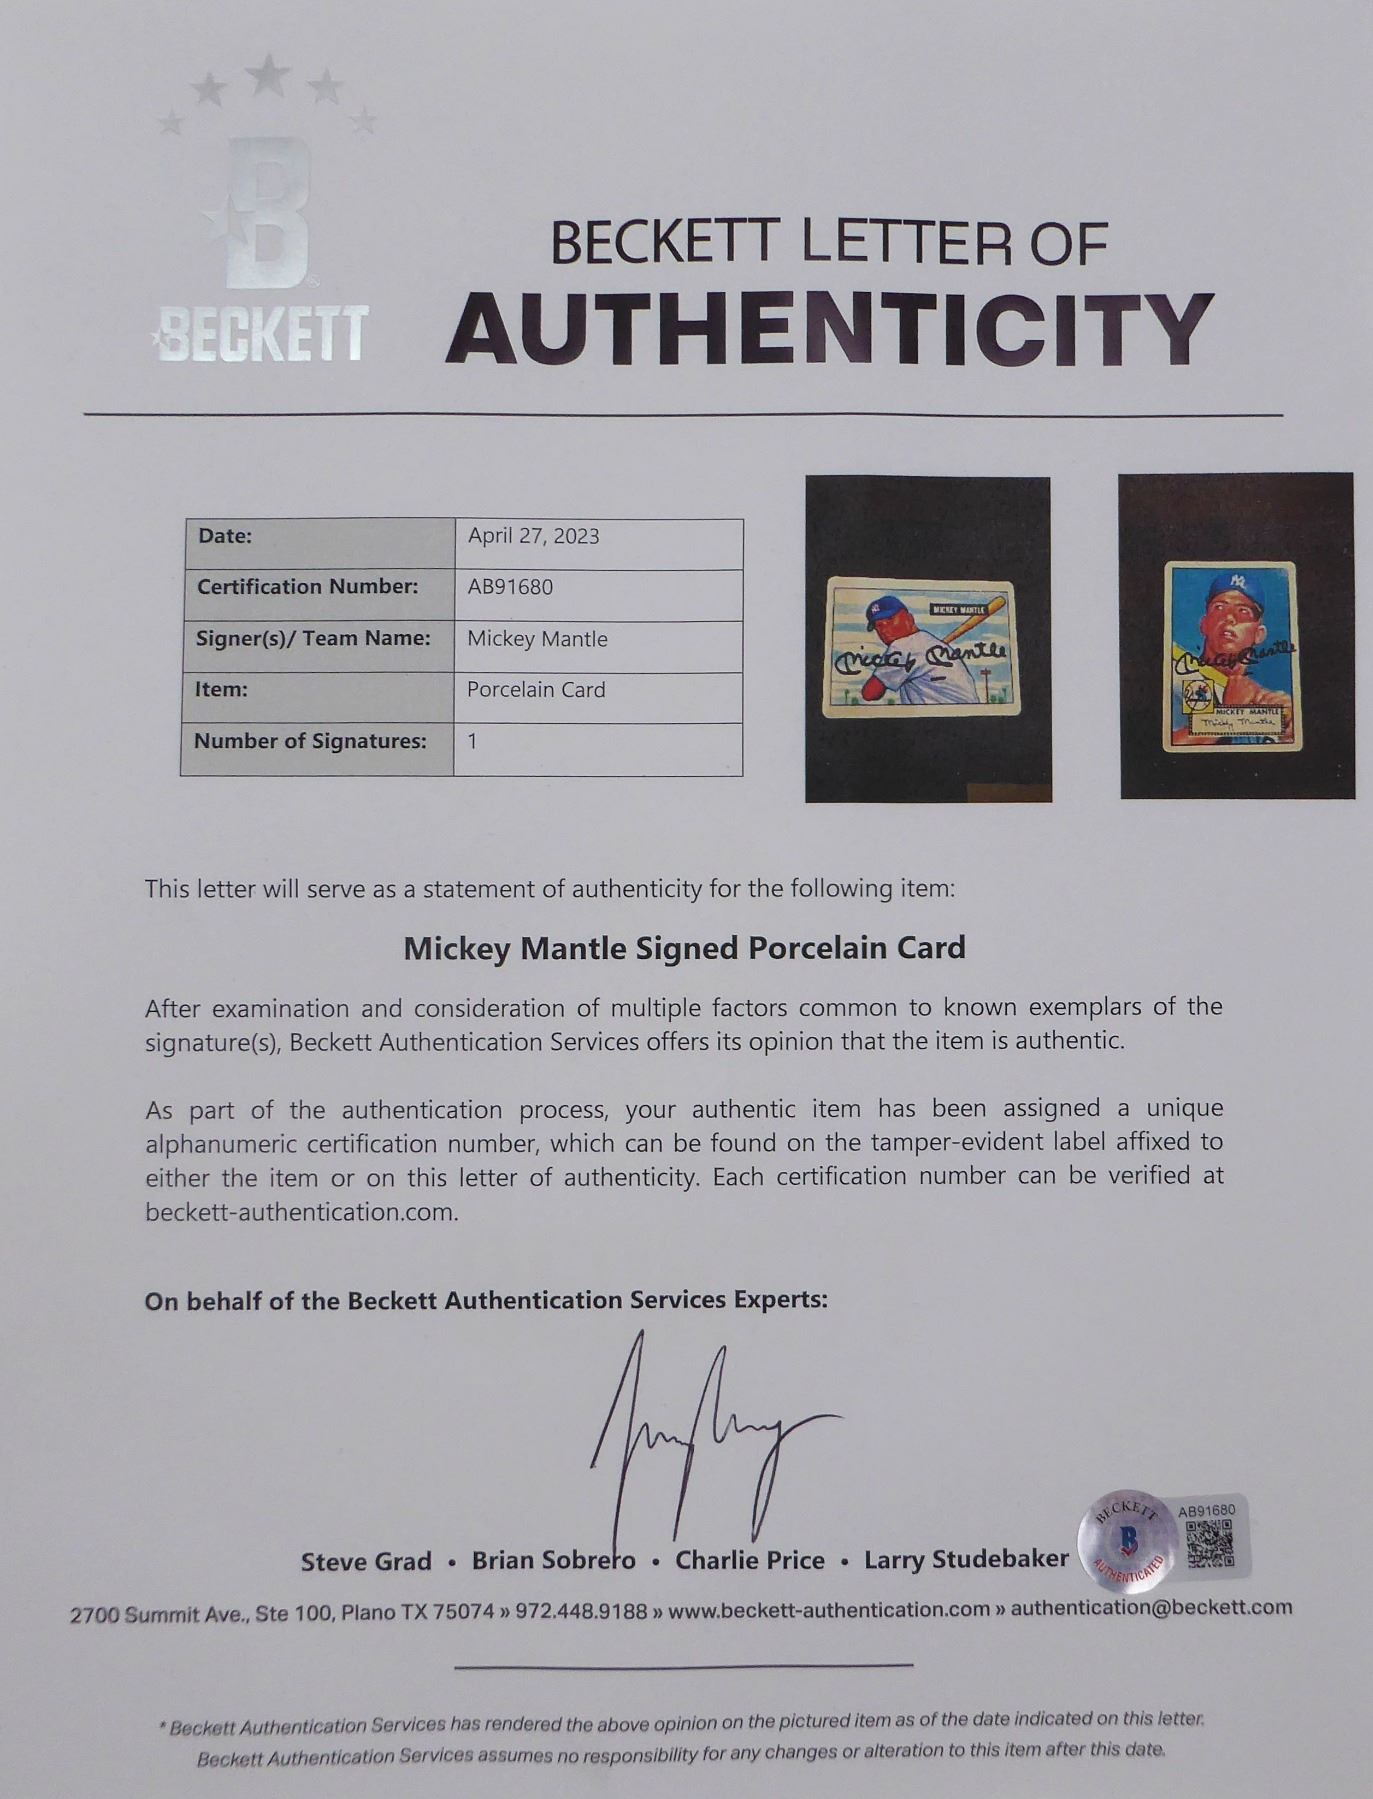 B
BECKETT
BECKETT LETTER OF
AUTHENTICITY
Date: April 27, 2023
Certification Number: AB91680
Signer(s)/ Team Name: Mickey Mantle
Item: Porcelain Card
Number of Signatures: 1
MICKEY MANTLE
Mickey Mantle
Mickey Mantle
MICKEY MANTLE
Mickey Mantle
This letter will serve as a statement of authenticity for the following item:
Mickey Mantle Signed Porcelain Card
After examination and consideration of multiple factors common to known exemplars of the
signature(s), Beckett Authentication Services offers its opinion that the item is authentic.
As part of the authentication process, your authentic item has been assigned a unique
alphanumeric certification number, which can be found on the tamper-evident label affixed to
either the item or on this letter of authenticity. Each certification number can be verified at
beckett-authentication.com.
On behalf of the Beckett Authentication Services Experts:
BECKETT
B
AUTHENTICATED
AB91680
Steve Grad • Brian Sobrero • Charlie Price • Larry Studebaker
2700 Summit Ave., Ste 100, Plano TX 75074 » 972.448.9188 » www.beckett-authentication.com » authentication@beckett.com
* Beckett Authentication Services has rendered the above opinion on the pictured item as of the date indicated on this letter.
Beckett Authentication Services assumes no responsibility for any changes or alteration to this item after this date.